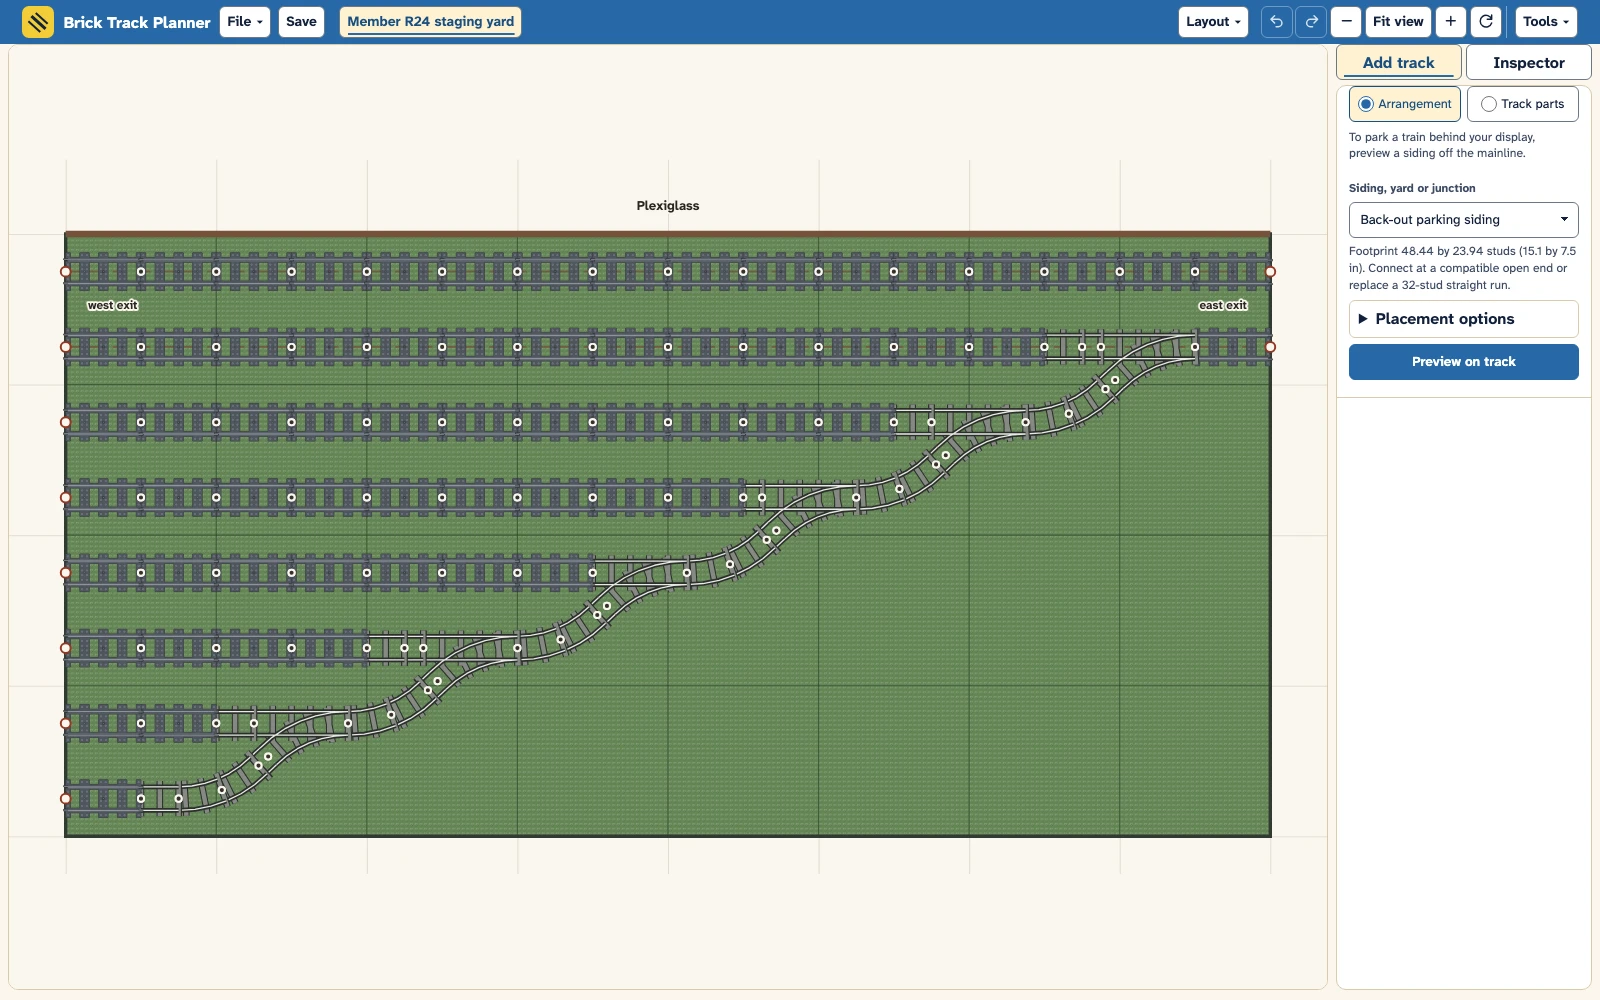 Brick Track Planner
File
Save
Member R24 staging yard
Layout
Fit view
Tools
Add track
Inspector
Arrangement
Track parts
To park a train behind your display,
preview a siding off the mainline.
Siding, yard or junction
Back-out parking siding
Footprint 48.44 by 23.94 studs (15.1 by 7.5
in). Connect at a compatible open end or
replace a 32-stud straight run.
Placement options
Preview on track
Plexiglass
west exit
east exit